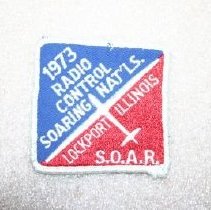 1973
RADIO
CONTROL
SOARING NAT'LS.
LOCKPORT ILLINOIS
S.O.A.R.